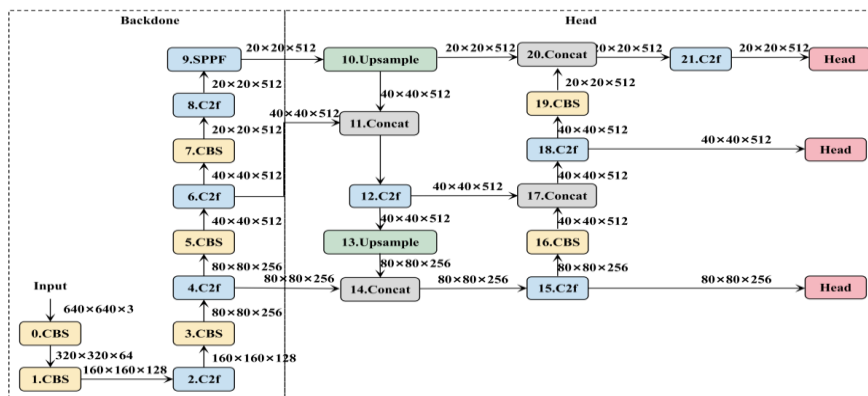 Backdone
Head
9.SPPF
20×20×512
10.Upsample
20×20×512
20.Concat
20×20×512
21.C2f
20×20×512
Head
20×20×512
40×40×512
20×20×512
8.C2f
40×40×512
11.Concat
19.CBS
20×20×512
40×40×512
7.CBS
18.C2f
40×40×512
Head
40×40×512
40×40×512
6.C2f
12.C2f
40×40×512
17.Concat
40×40×512
40×40×512
40×40×512
5.CBS
13.Upsample
16.CBS
80×80×256
80×80×256
80×80×256
Input
4.C2f
80×80×256
14.Concat
80×80×256
15.C2f
80×80×256
Head
640×640×3
80×80×256
0.CBS
3.CBS
320×320×64
160×160×128
1.CBS
160×160×128
2.C2f